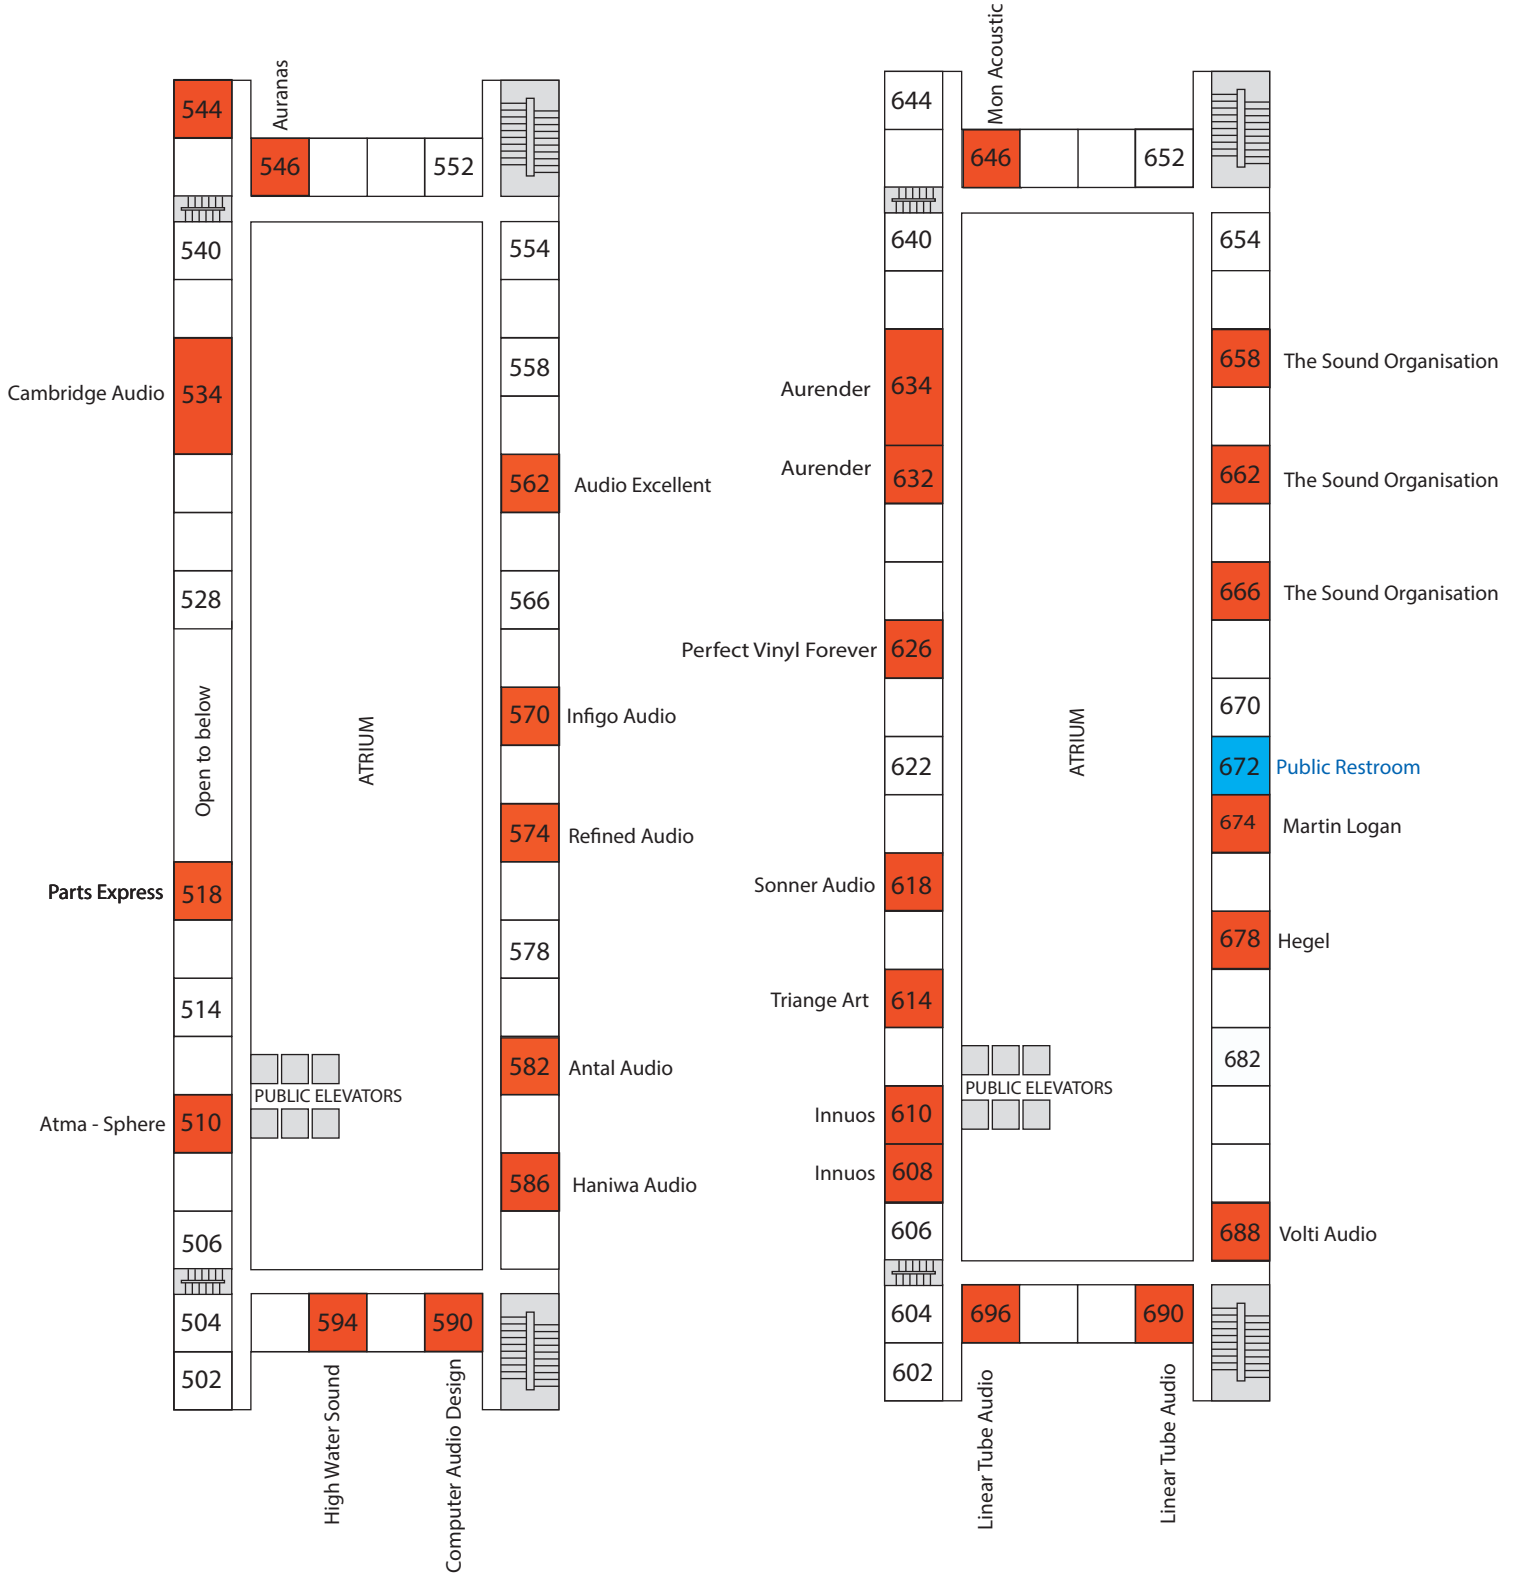 544
Auranas
546
552
540
554
Cambridge Audio
534
558
562
Audio Excellent
528
566
Open to below
ATRIUM
570
Infigo Audio
574
Refined Audio
Parts Express
518
578
514
582
Antal Audio
PUBLIC ELEVATORS
Atma - Sphere
510
586
Haniwa Audio
506
504
594
590
502
High Water Sound
Computer Audio Design
644
Mon Acoustic
646
652
640
654
Aurender
634
658
The Sound Organisation
Aurender
632
662
The Sound Organisation
666
The Sound Organisation
Perfect Vinyl Forever
626
670
ATRIUM
622
672
Public Restroom
674
Martin Logan
Sonner Audio
618
678
Hegel
Triange Art
614
682
PUBLIC ELEVATORS
Innuos
610
Innuos
608
606
688
Volti Audio
604
696
690
602
Linear Tube Audio
Linear Tube Audio